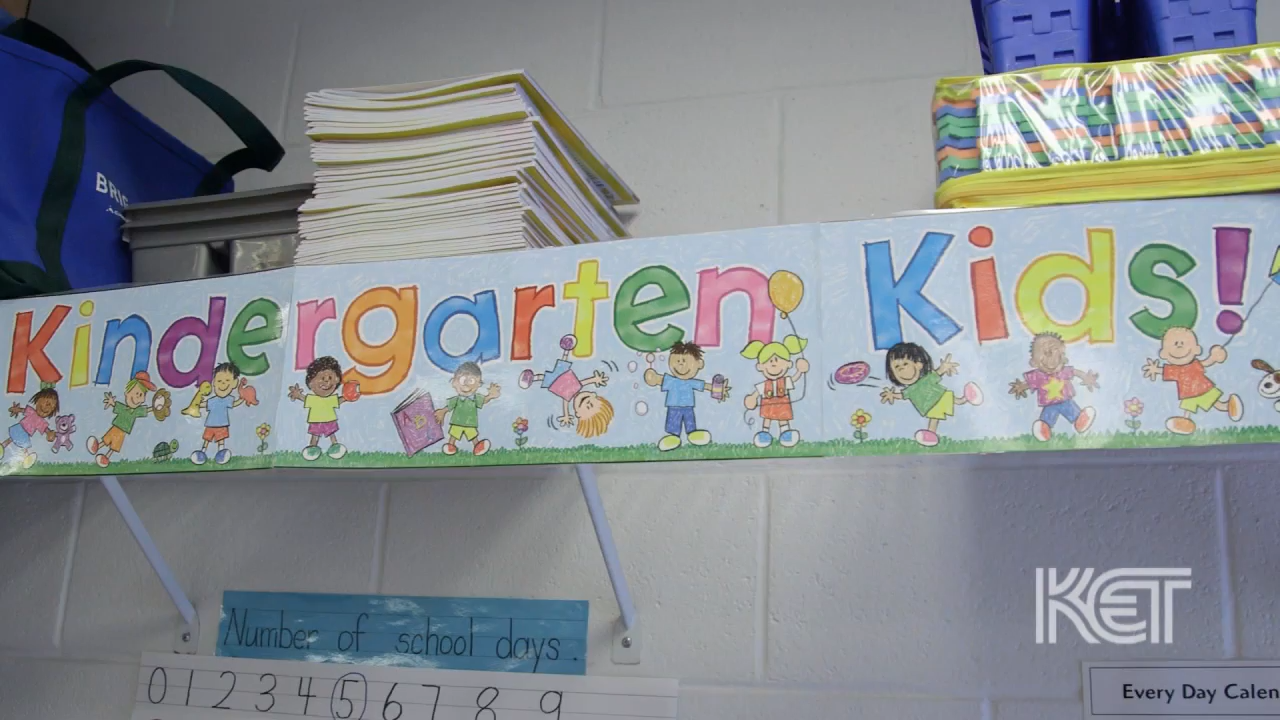 Kindergarten Kids!
KET
Number of school days.
0 1 2 3 4 5 6 7 8 9
Every Day Calen